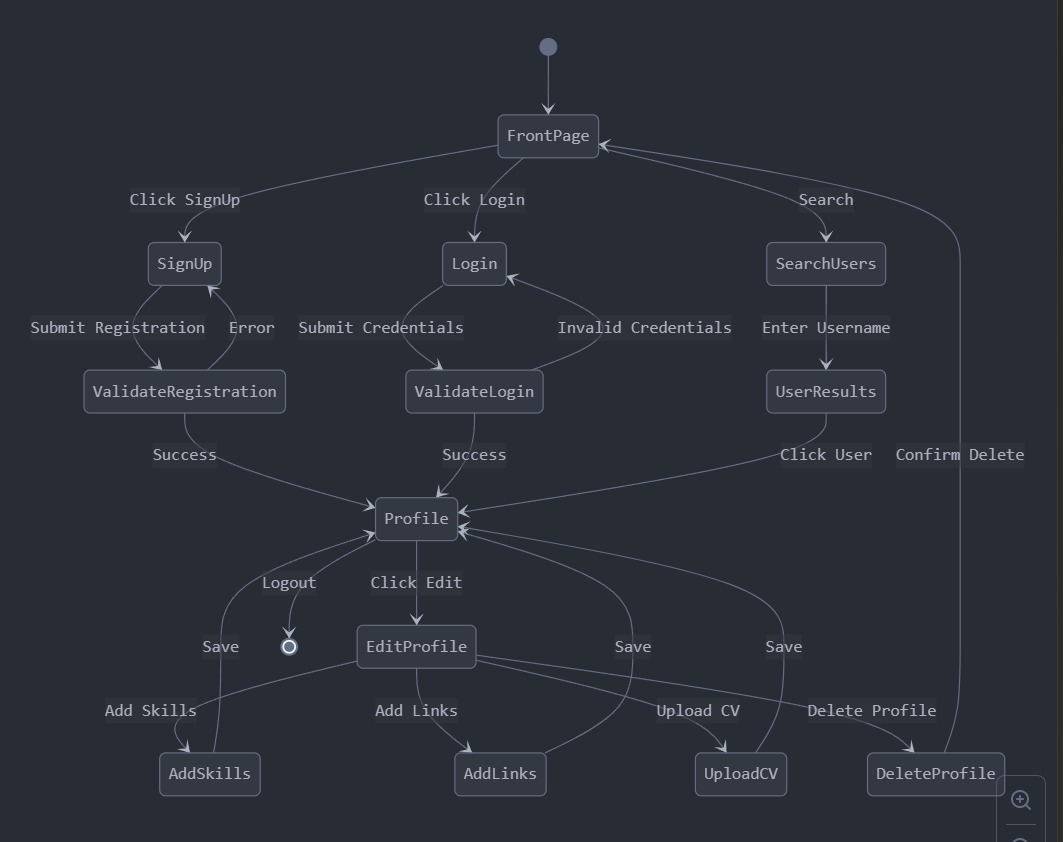 FrontPage
Click SignUp
Click Login
Search
SignUp
Login
SearchUsers
Submit Registration
Error
Submit Credentials
Invalid Credentials
Enter Username
ValidateRegistration
ValidateLogin
UserResults
Success
Success
Click User
Confirm Delete
Profile
Logout
Click Edit
Save
EditProfile
Save
Save
Add Skills
Add Links
Upload CV
Delete Profile
AddSkills
AddLinks
UploadCV
DeleteProfile